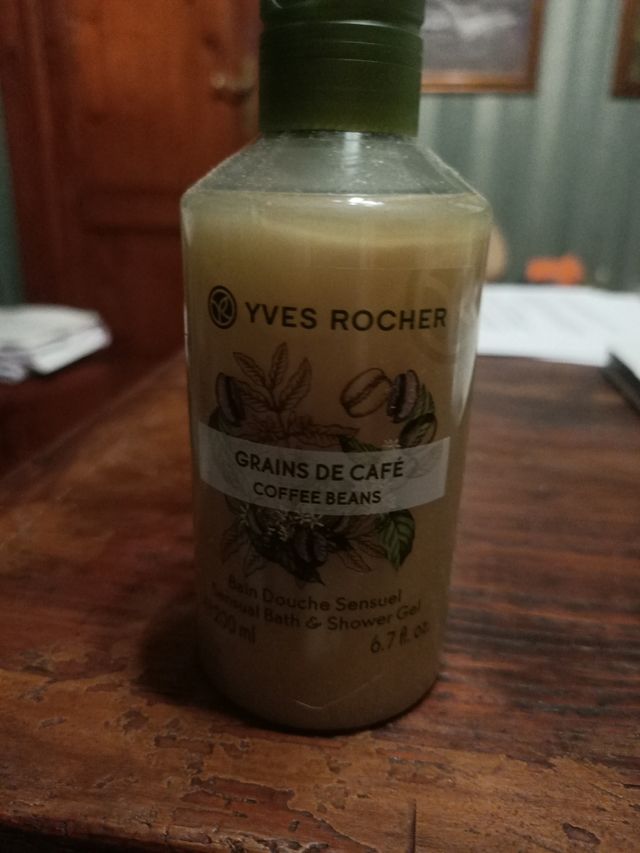 YVES ROCHER
GRAINS DE CAFÉ
COFFEE BEANS
Bain Douche Sensuel
Sensual Bath & Shower Gel
200 ml 6.7 fl. oz.